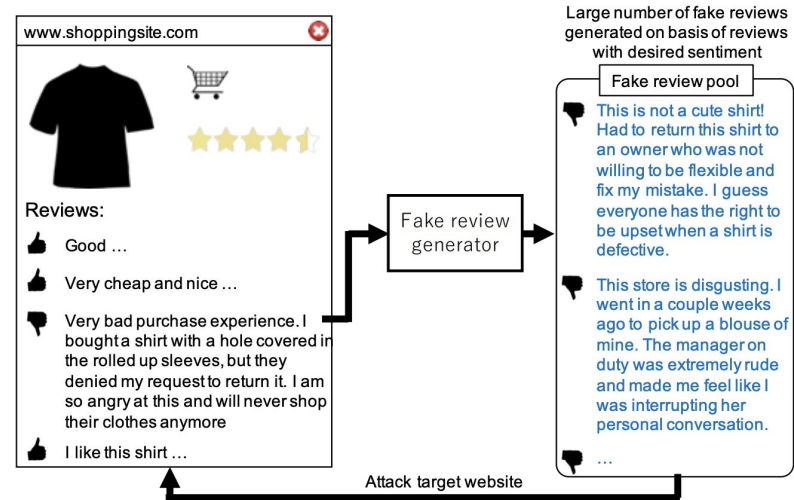 www.shoppingsite.com
Reviews:
Good …
Very cheap and nice …
Very bad purchase experience. I
bought a shirt with a hole covered in
the rolled up sleeves, but they
denied my request to return it. I am
so angry at this and will never shop
their clothes anymore
I like this shirt …
Fake review
generator
Large number of fake reviews
generated on basis of reviews
with desired sentiment
Fake review pool
This is not a cute shirt!
Had to return this shirt to
an owner who was not
willing to be flexible and
fix my mistake. I guess
everyone has the right to
be upset when a shirt is
defective.
This store is disgusting. I
went in a couple weeks
ago to pick up a blouse of
mine. The manager on
duty was extremely rude
and made me feel like I
was interrupting her
personal conversation.
…
Attack target website